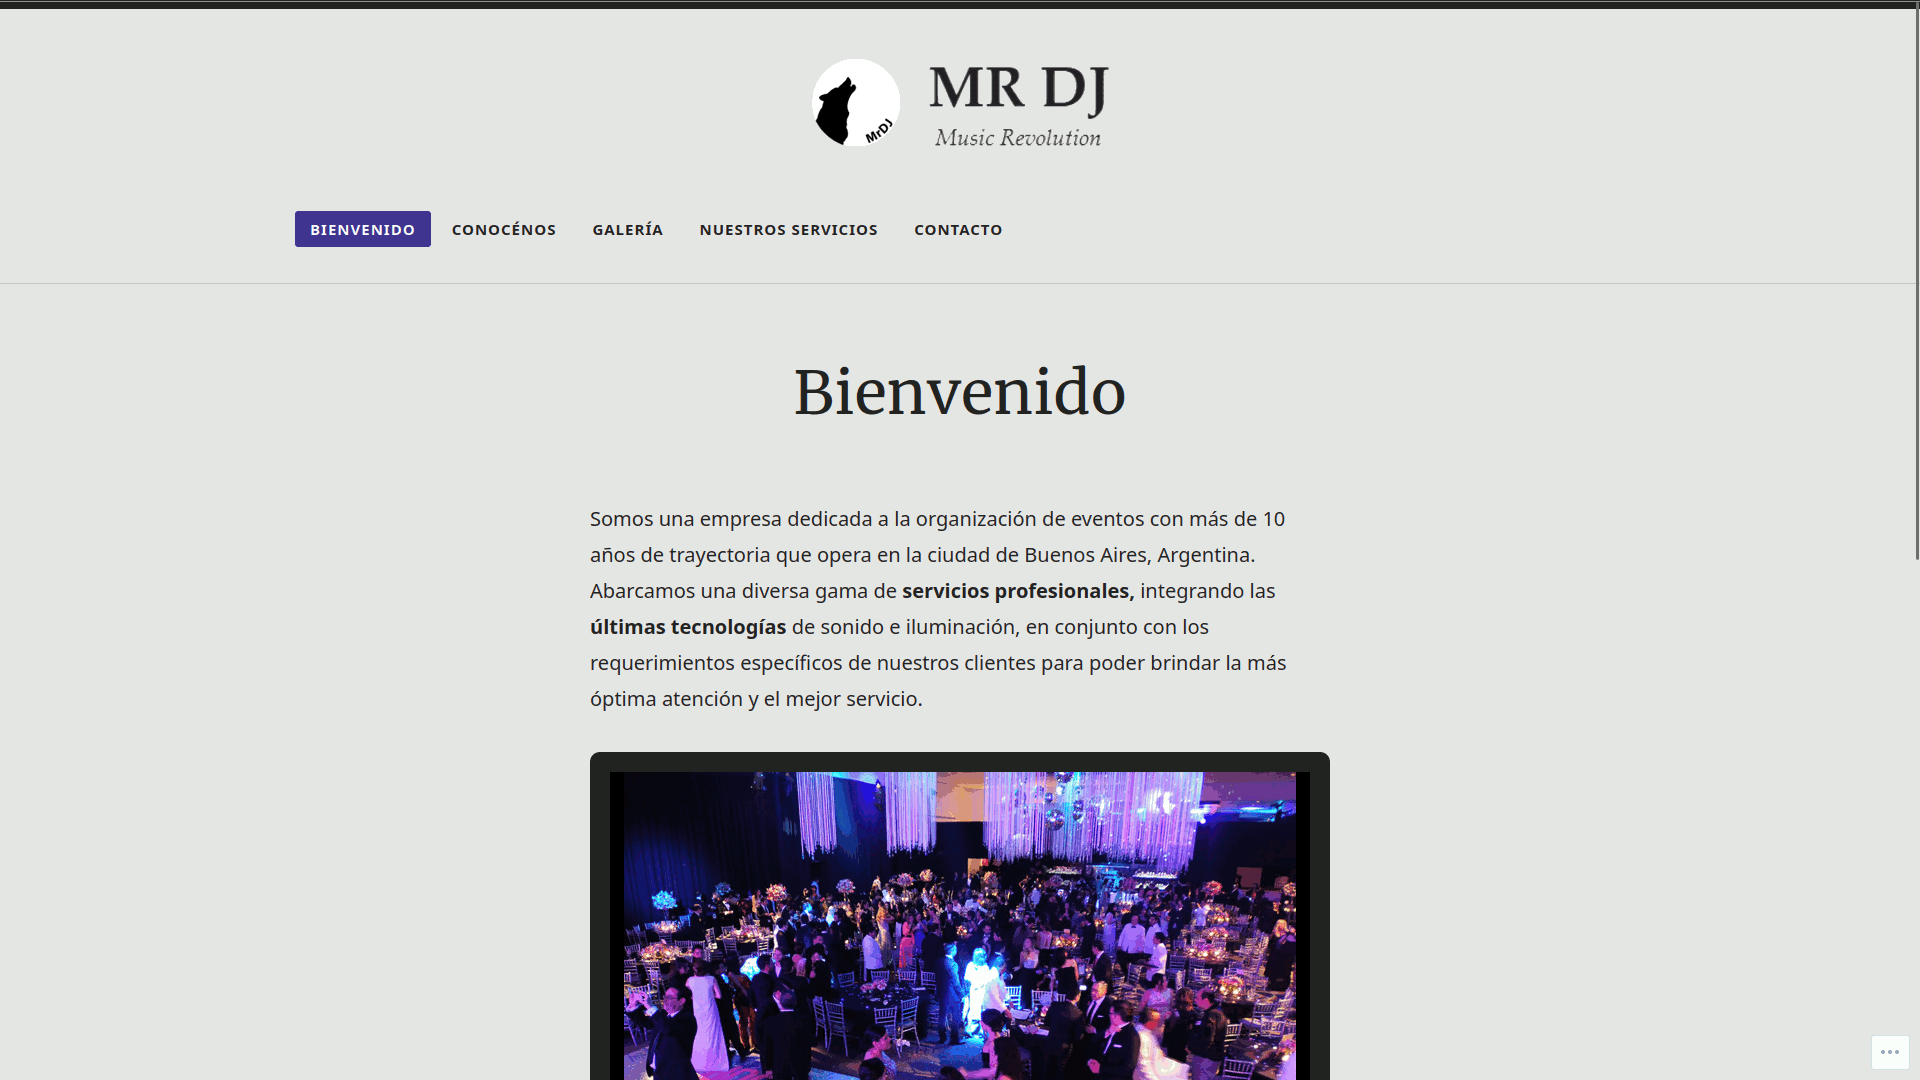 MrDJ
MR DJ
Music Revolution
BIENVENIDO CONOCÉNOS GALERÍA NUESTROS SERVICIOS CONTACTO
Bienvenido
Somos una empresa dedicada a la organización de eventos con más de 10
años de trayectoria que opera en la ciudad de Buenos Aires, Argentina.
Abarcamos una diversa gama de servicios profesionales, integrando las
últimas tecnologías de sonido e iluminación, en conjunto con los
requerimientos específicos de nuestros clientes para poder brindar la más
óptima atención y el mejor servicio.